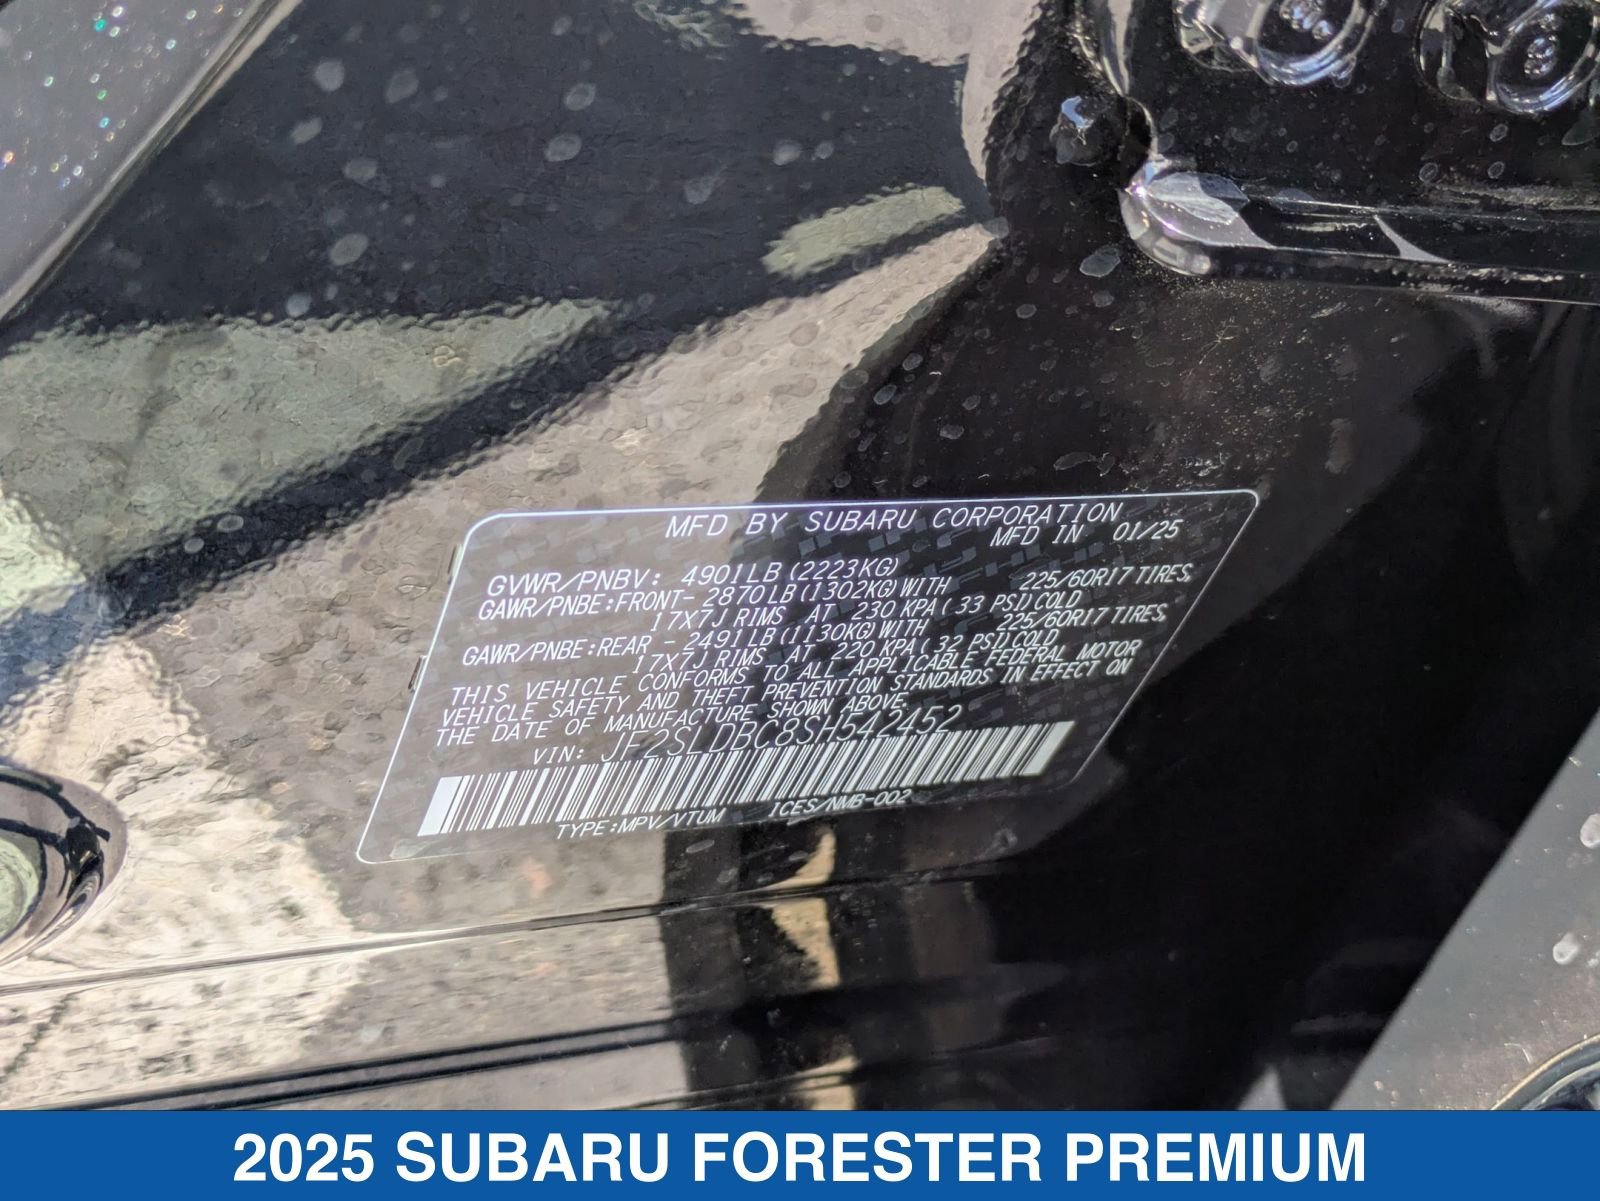 MFD BY SUBARU CORPORATION
MFD IN 01/25
GVWR/PNBV: 4901LB(2223KG)
GAWR/PNBE:FRONT- 2870LB(1302KG)WITH 225/60R17 TIRES,
17X7J RIMS AT 230 KPA( 33 PSI)COLD
GAWR/PNBE:REAR - 2491LB(1130KG)WITH 225/60R17 TIRES,
17X7J RIMS AT 220 KPA( 32 PSI)COLD
THIS VEHICLE CONFORMS TO ALL APPLICABLE FEDERAL MOTOR
VEHICLE SAFETY AND THEFT PREVENTION STANDARDS IN EFFECT ON
THE DATE OF MANUFACTURE SHOWN ABOVE.
VIN: JF2SLDBC8SH542452
TYPE:MPV/VTUM ICES/NMB-002
2025 SUBARU FORESTER PREMIUM